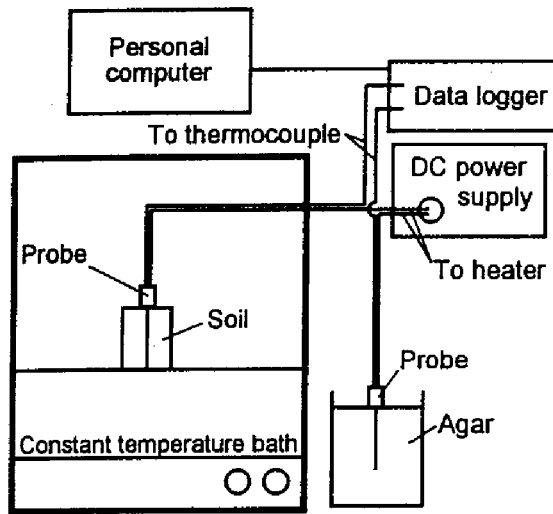 Personal
computer
Data logger
To thermocouple
DC power
supply
To heater
Probe
Soil
Probe
Agar
Constant temperature bath